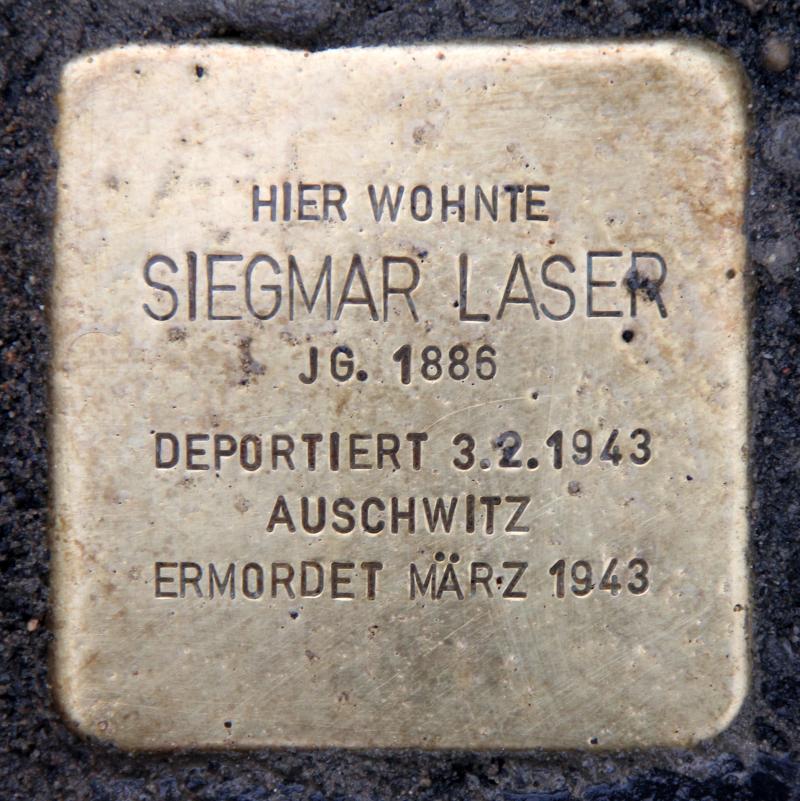 HIER WOHNTE
SIEGMAR LASER
JG. 1886
DEPORTIERT 3.2.1943
AUSCHWITZ
ERMORDET MÄRZ 1943